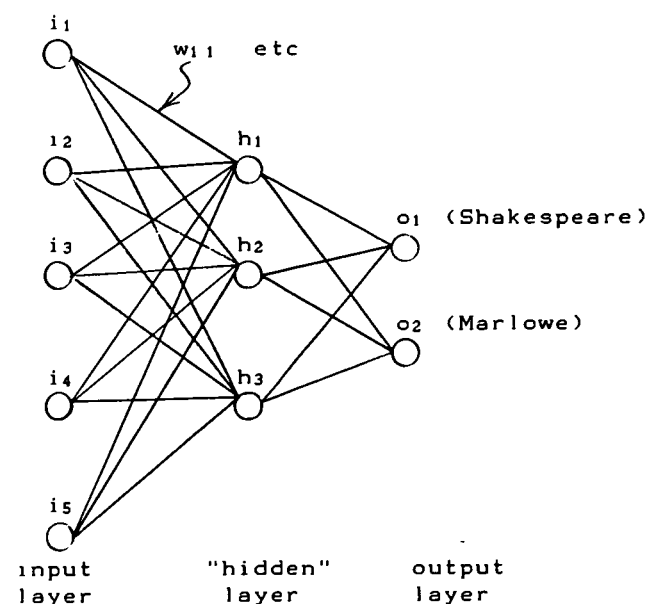 i1
w11 etc
i2
h1
o1 (Shakespeare)
i3
h2
o2 (Marlowe)
i4
h3
i5
input "hidden" output
layer layer layer